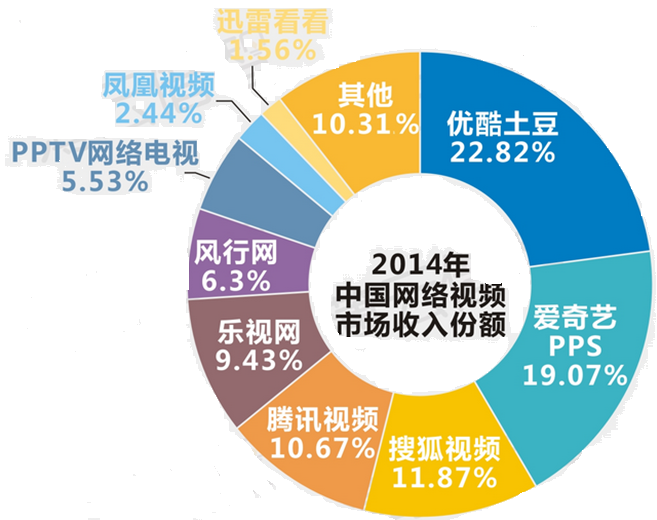 2014年
中国网络视频
市场收入份额
优酷土豆
22.82%
爱奇艺
PPS
19.07%
搜狐视频
11.87%
腾讯视频
10.67%
乐视网
9.43%
风行网
6.3%
PPTV网络电视
5.53%
凤凰视频
2.44%
迅雷看看
1.56%
其他
10.31%